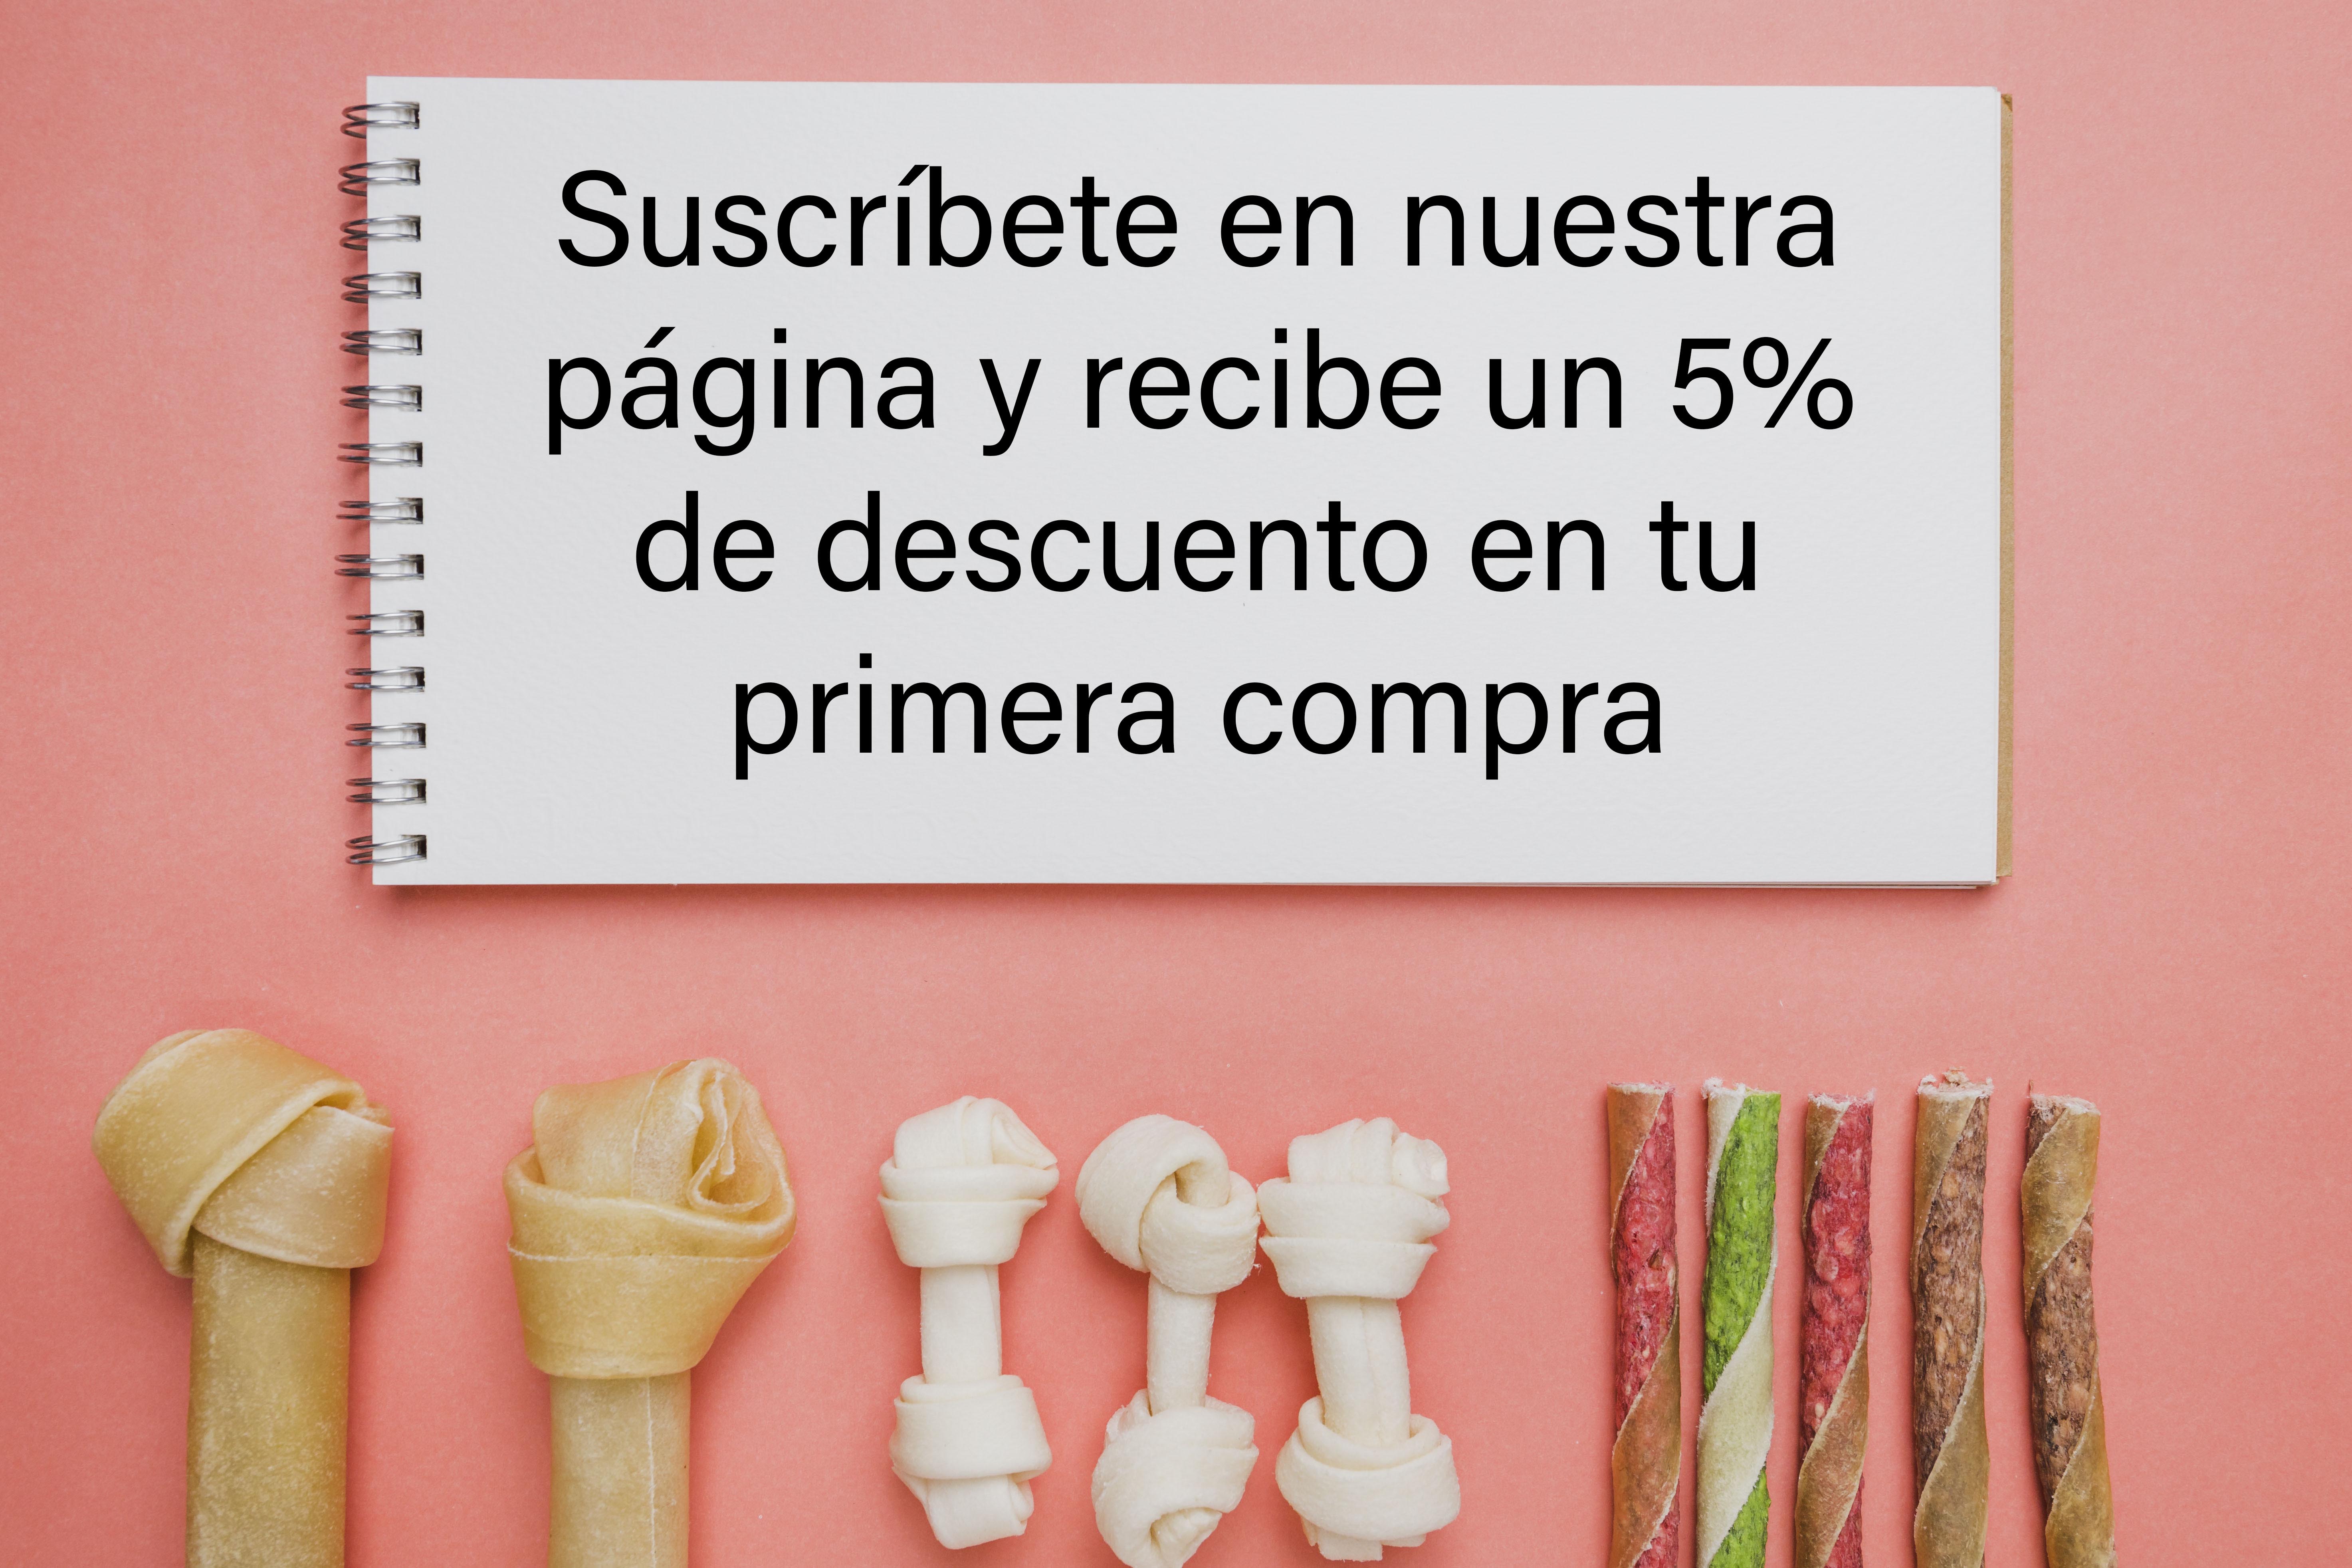 Suscríbete en nuestra
página y recibe un 5%
de descuento en tu
primera compra